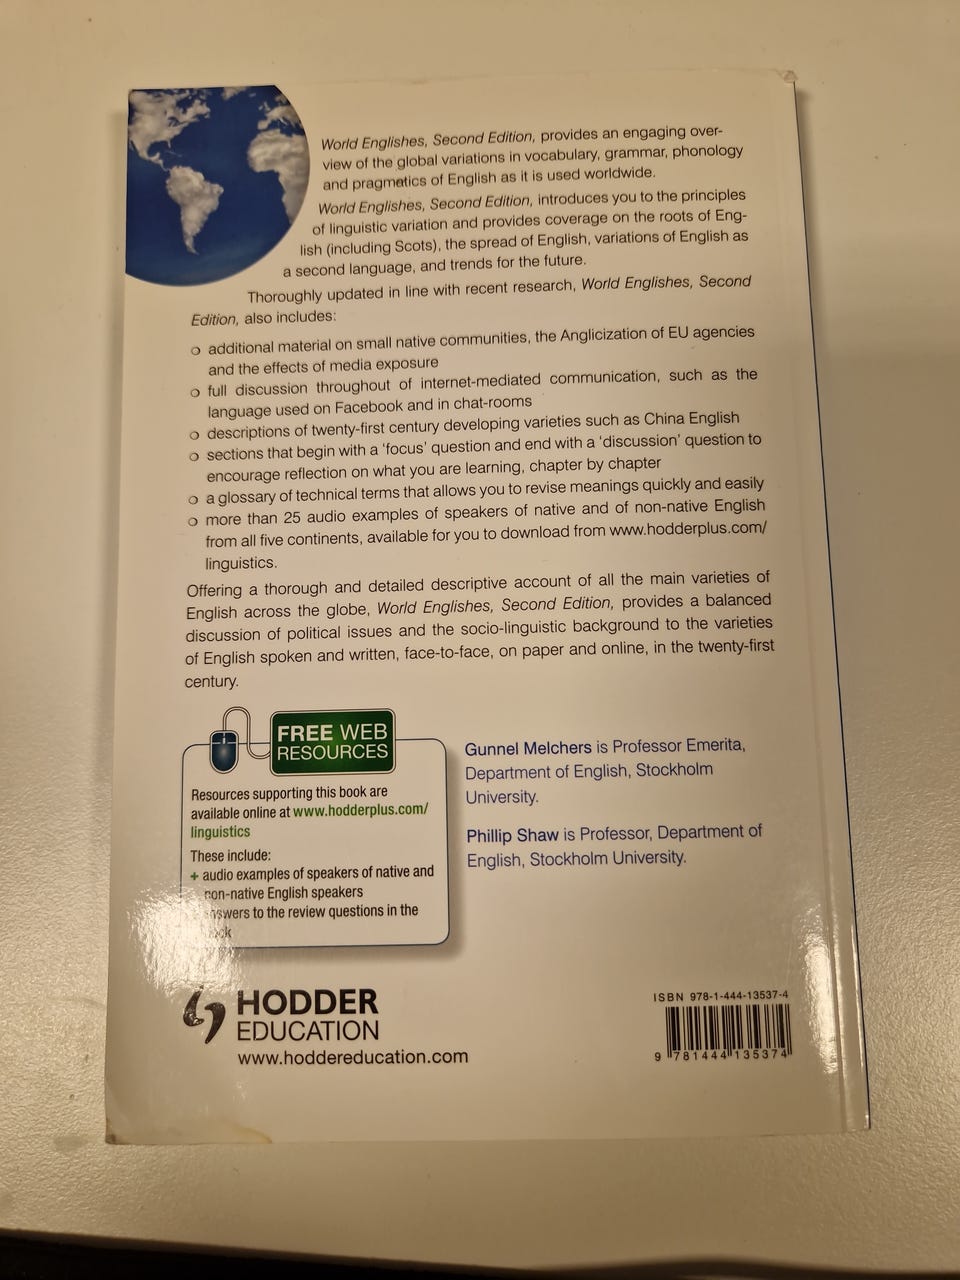 World Englishes, Second Edition, provides an engaging over-
view of the global variations in vocabulary, grammar, phonology
and pragmatics of English as it is used worldwide.
World Englishes, Second Edition, introduces you to the principles
of linguistic variation and provides coverage on the roots of Eng-
lish (including Scots), the spread of English, variations of English as
a second language, and trends for the future.
Thoroughly updated in line with recent research, World Englishes, Second
Edition, also includes:
additional material on small native communities, the Anglicization of EU agencies
and the effects of media exposure
full discussion throughout of internet-mediated communication, such as the
language used on Facebook and in chat-rooms
descriptions of twenty-first century developing varieties such as China English
sections that begin with a ‘focus’ question and end with a ‘discussion’ question to
encourage reflection on what you are learning, chapter by chapter
a glossary of technical terms that allows you to revise meanings quickly and easily
more than 25 audio examples of speakers of native and of non-native English
from all five continents, available for you to download from www.hodderplus.com/
linguistics.
Offering a thorough and detailed descriptive account of all the main varieties of
English across the globe, World Englishes, Second Edition, provides a balanced
discussion of political issues and the socio-linguistic background to the varieties
of English spoken and written, face-to-face, on paper and online, in the twenty-first
century.
FREE WEB
RESOURCES
Resources supporting this book are
available online at www.hodderplus.com/
linguistics
These include:
+ audio examples of speakers of native and
non-native English speakers
answers to the review questions in the
Gunnel Melchers is Professor Emerita,
Department of English, Stockholm
University.
Phillip Shaw is Professor, Department of
English, Stockholm University.
HODDER
EDUCATION
www.hoddereducation.com
ISBN 978-1-444-13537-4
9 781444 135374